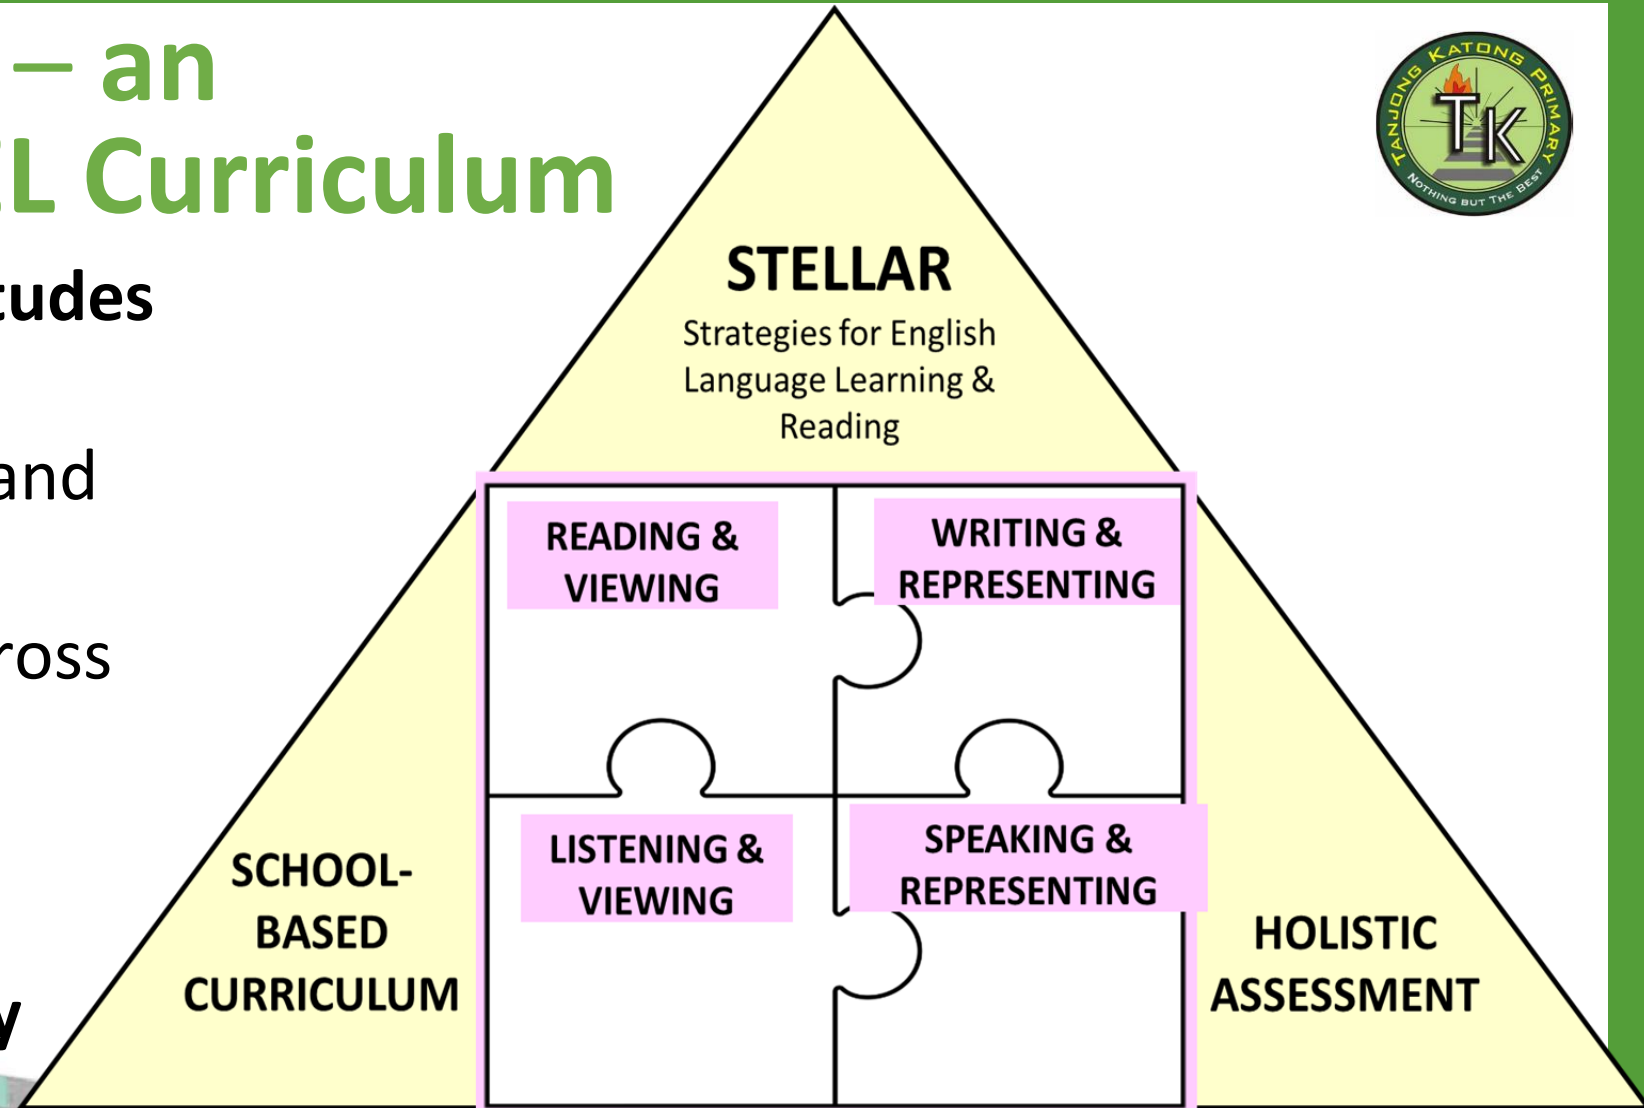 – an
EL Curriculum
tudes
and
ross
y
STELLAR
Strategies for English
Language Learning &
Reading
READING &
VIEWING
WRITING &
REPRESENTING
LISTENING &
VIEWING
SPEAKING &
REPRESENTING
SCHOOL-
BASED
CURRICULUM
HOLISTIC
ASSESSMENT
TANJONG KATONG PRIMARY
TK
NOTHING BUT THE BEST